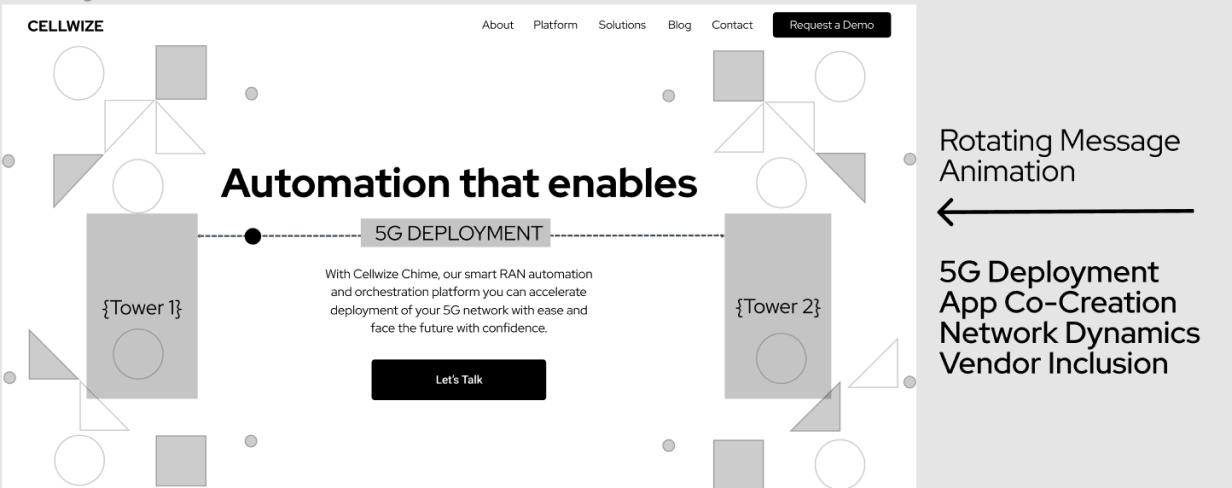 CELLWIZE
About Platform Solutions Blog Contact Request a Demo
Automation that enables
5G DEPLOYMENT
With Cellwize Chime, our smart RAN automation
and orchestration platform you can accelerate
deployment of your 5G network with ease and
face the future with confidence.
{Tower 1}
{Tower 2}
Let's Talk
Rotating Message
Animation
5G Deployment
App Co-Creation
Network Dynamics
Vendor Inclusion